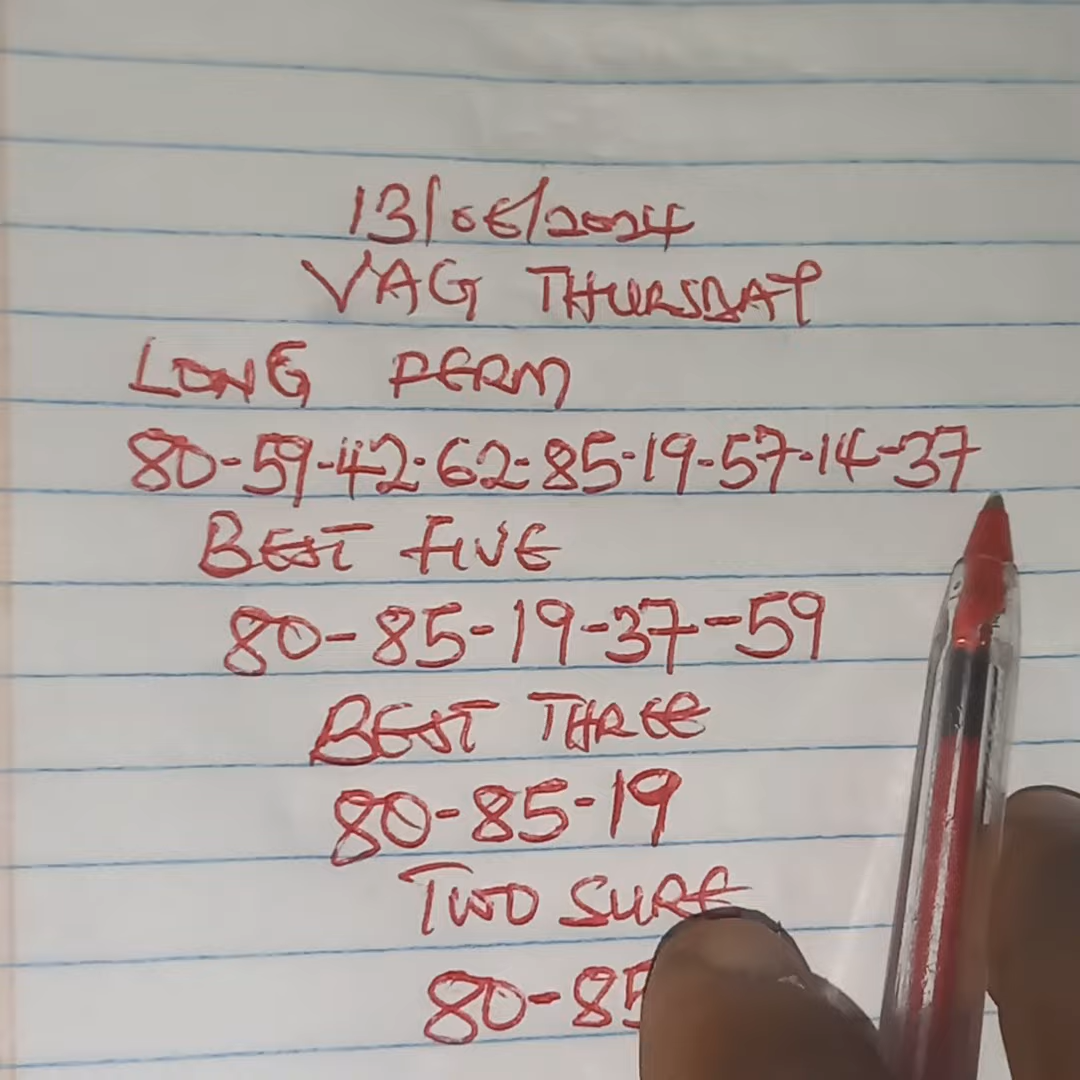 13/06/2024
VAG THURSDAY
LONG PERM
80-59-42-62-85-19-57-14-37
BEST FIVE
80-85-19-37-59
BEST THREE
80-85-19
TWO SURE
80-85